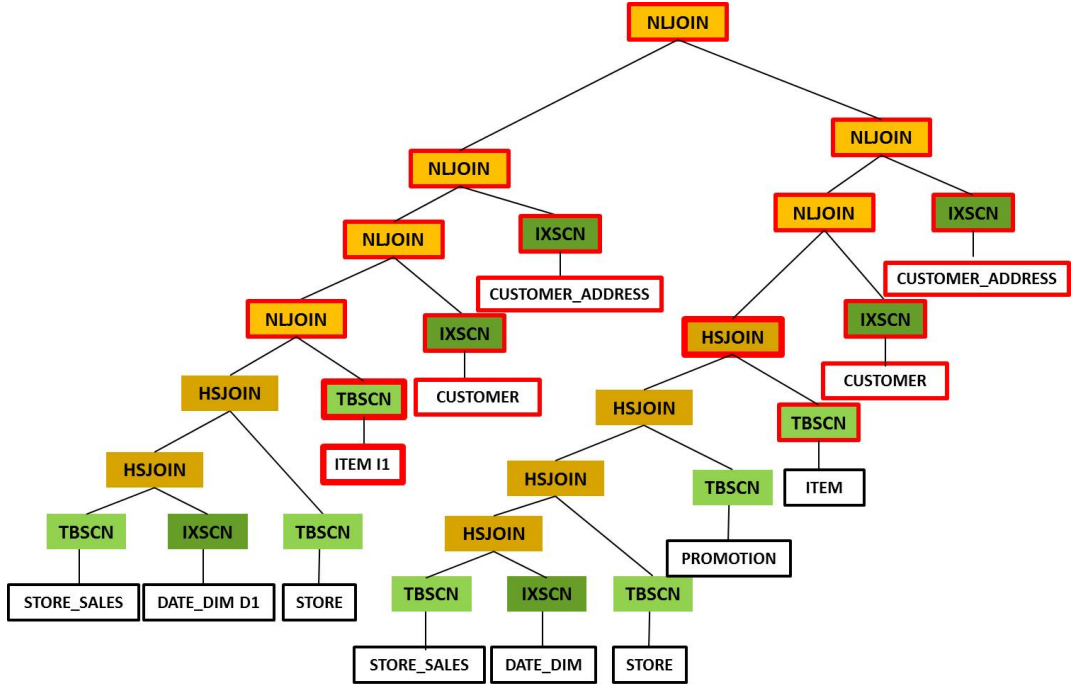 NLJOIN
NLJOIN
NLJOIN
NLJOIN
NLJOIN
IXSCN
IXSCN
CUSTOMER_ADDRESS
CUSTOMER_ADDRESS
NLJOIN
IXSCN
IXSCN
HSJOIN
CUSTOMER
CUSTOMER
HSJOIN
TBSCN
HSJOIN
TBSCN
ITEM I1
HSJOIN
HSJOIN
TBSCN
ITEM
TBSCN
IXSCN
TBSCN
HSJOIN
PROMOTION
STORE_SALES
DATE_DIM D1
STORE
TBSCN
IXSCN
TBSCN
STORE_SALES
DATE_DIM
STORE